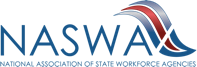 NASWA
NATIONAL ASSOCIATION OF STATE WORKFORCE AGENCIES